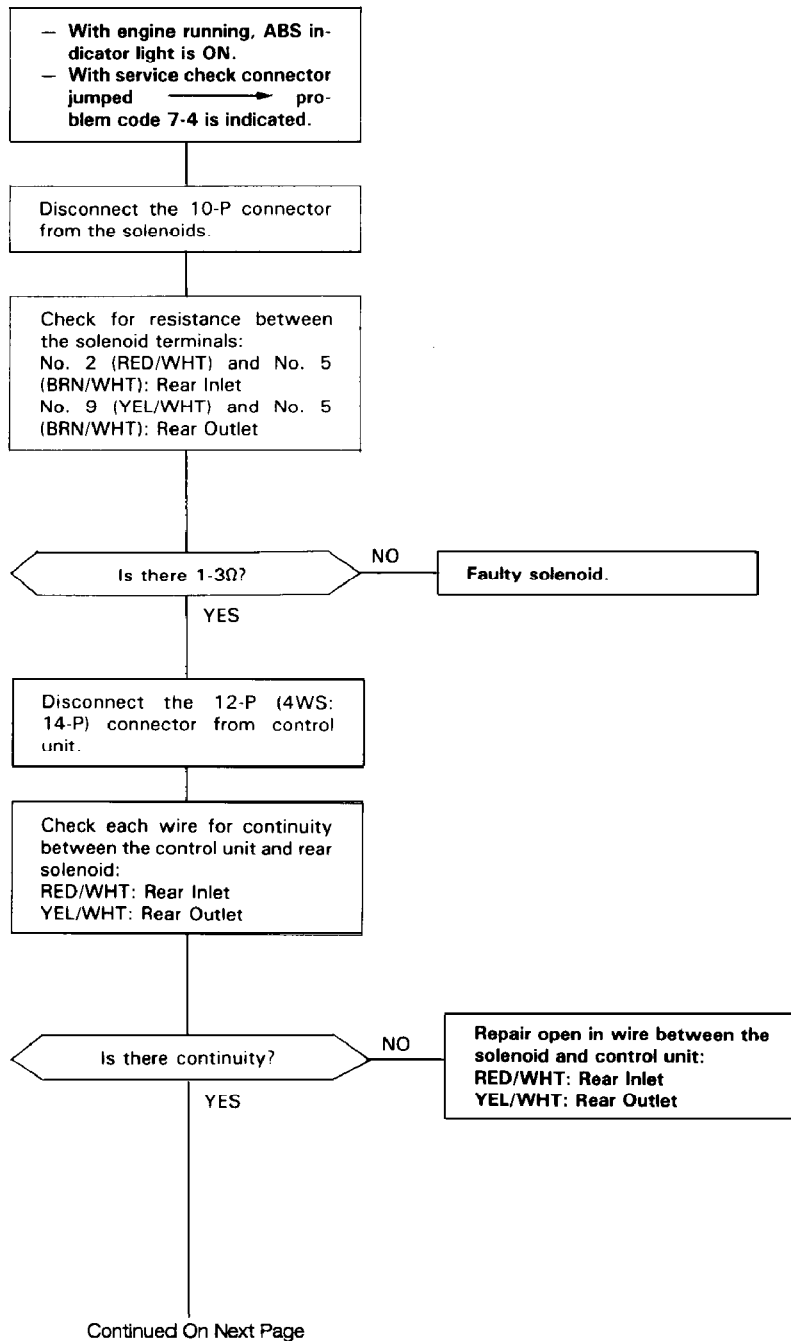 – With engine running, ABS in-
dicator light is ON.
– With service check connector
jumped ⟶ pro-
blem code 7-4 is indicated.
Disconnect the 10-P connector
from the solenoids.
Check for resistance between
the solenoid terminals:
No. 2 (RED/WHT) and No. 5
(BRN/WHT): Rear Inlet
No. 9 (YEL/WHT) and No. 5
(BRN/WHT): Rear Outlet
Is there 1-3Ω?
NO
Faulty solenoid.
YES
Disconnect the 12-P (4WS:
14-P) connector from control
unit.
Check each wire for continuity
between the control unit and rear
solenoid:
RED/WHT: Rear Inlet
YEL/WHT: Rear Outlet
Is there continuity?
NO
Repair open in wire between the
solenoid and control unit:
RED/WHT: Rear Inlet
YEL/WHT: Rear Outlet
YES
Continued On Next Page